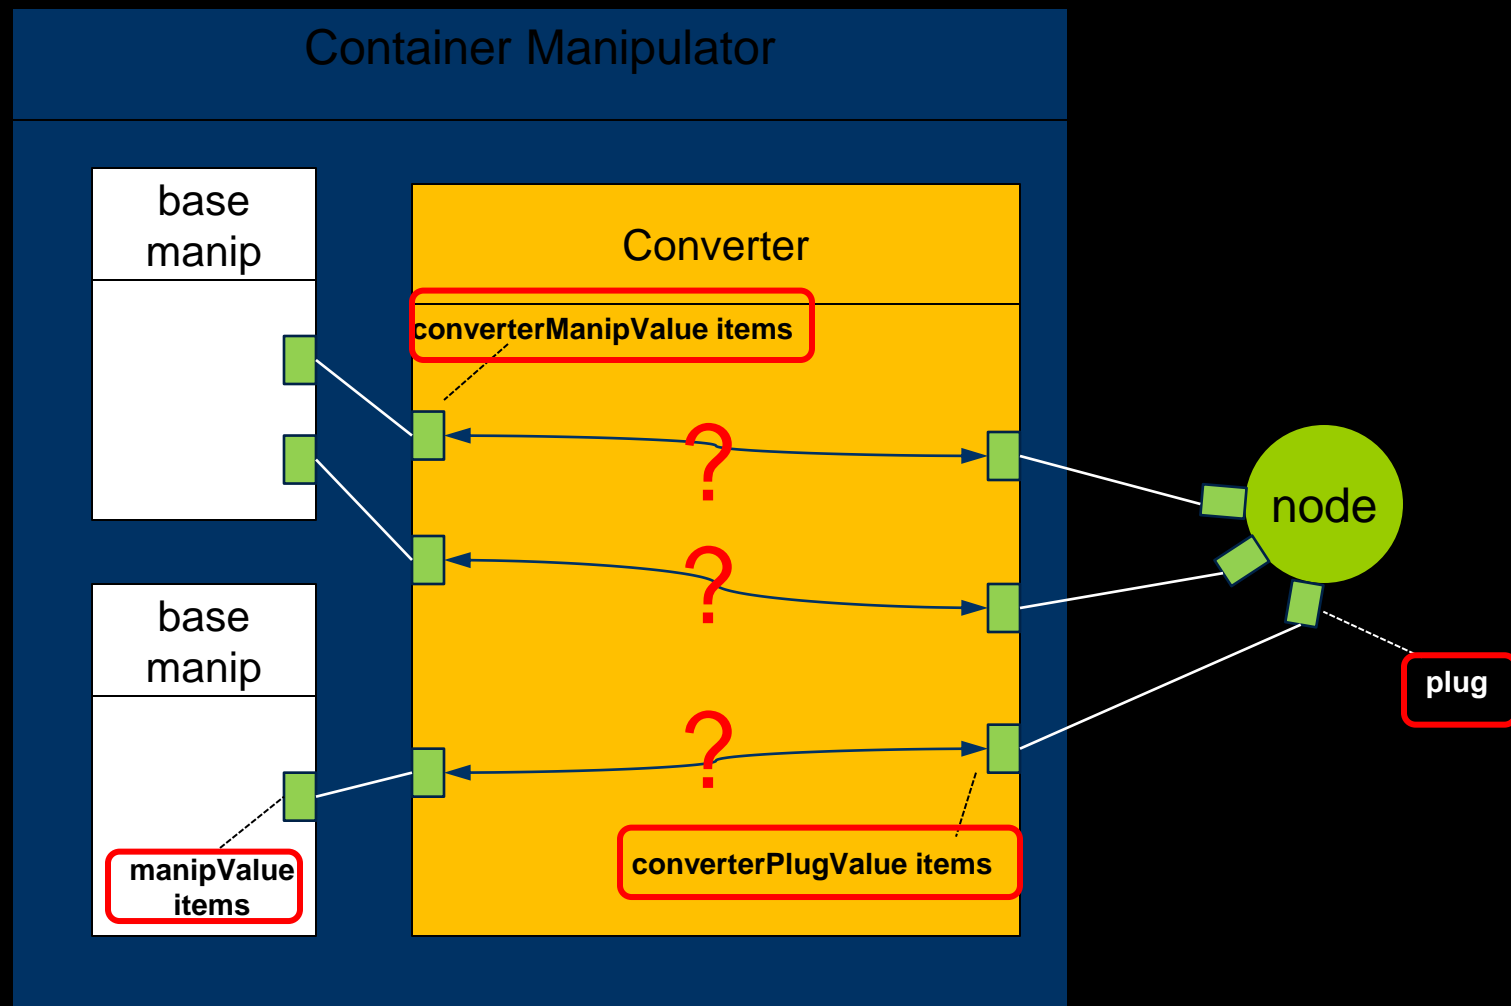 Container Manipulator
base
manip
Converter
converterManipValue items
?
?
node
base
manip
plug
?
manipValue
items
converterPlugValue items